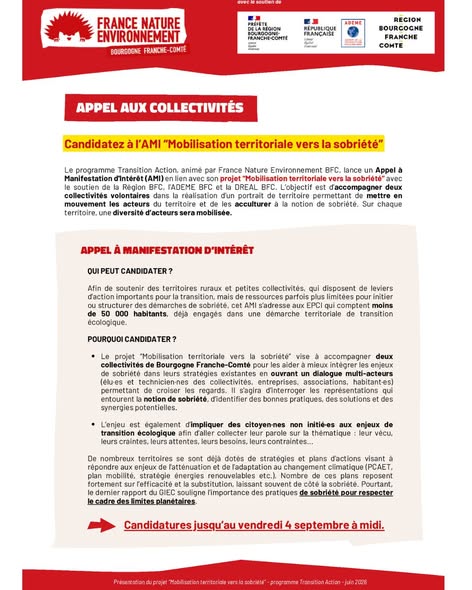 avec le soutien de
FRANCE NATURE
ENVIRONNEMENT
BOURGOGNE FRANCHE-COMTÉ
PRÉFÈTE
DE LA RÉGION
BOURGOGNE-
FRANCHE-COMTÉ
RÉPUBLIQUE
FRANÇAISE
ADEME
RÉGION
BOURGOGNE
FRANCHE
COMTE
APPEL AUX COLLECTIVITÉS
Candidatez à l'AMI "Mobilisation territoriale vers la sobriété"
Le programme Transition Action, animé par France Nature Environnement BFC, lance un Appel à
Manifestation d'Intérêt (AMI) en lien avec son projet "Mobilisation territoriale vers la sobriété" avec
le soutien de la Région BFC, l'ADEME BFC et la DREAL BFC. L'objectif est d'accompagner deux
collectivités volontaires dans la réalisation d'un portrait de territoire permettant de mettre en
mouvement les acteurs du territoire et de les acculturer à la notion de sobriété. Sur chaque
territoire, une diversité d'acteurs sera mobilisée.
APPEL À MANIFESTATION D'INTÉRÊT
QUI PEUT CANDIDATER ?
Afin de soutenir des territoires ruraux et petites collectivités, qui disposent de leviers
d'action importants pour la transition, mais de ressources parfois plus limitées pour initier
ou structurer des démarches de sobriété, cet AMI s'adresse aux EPCI qui comptent moins
de 50 000 habitants, déjà engagés dans une démarche territoriale de transition
écologique.
POURQUOI CANDIDATER ?
• Le projet "Mobilisation territoriale vers la sobriété" vise à accompagner deux
collectivités de Bourgogne Franche-Comté pour les aider à mieux intégrer les enjeux
de sobriété dans leurs stratégies existantes en ouvrant un dialogue multi-acteurs
(élu·es et technicien·nes des collectivités, entreprises, associations, habitant·es)
permettant de croiser les regards. Il s'agira d'interroger les représentations qui
entourent la notion de sobriété, d'identifier des bonnes pratiques, des solutions et des
synergies potentielles.
• L'enjeu est également d'impliquer des citoyen·nes non initié·es aux enjeux de
transition écologique afin d'aller collecter leur parole sur la thématique : leur vécu,
leurs craintes, leurs attentes, leurs besoins, leurs contraintes...
De nombreux territoires se sont déjà dotés de stratégies et plans d'actions visant à
répondre aux enjeux de l'atténuation et de l'adaptation au changement climatique (PCAET,
plan mobilité, stratégie énergies renouvelables etc.). Nombre de ces plans reposent
fortement sur l'efficacité et la substitution, laissant souvent de côté la sobriété. Pourtant,
le dernier rapport du GIEC souligne l'importance des pratiques de sobriété pour respecter
le cadre des limites planétaires.
Candidatures jusqu'au vendredi 4 septembre à midi.
Présentation du projet "Mobilisation territoriale vers la sobriété" - programme Transition Action - juin 2026